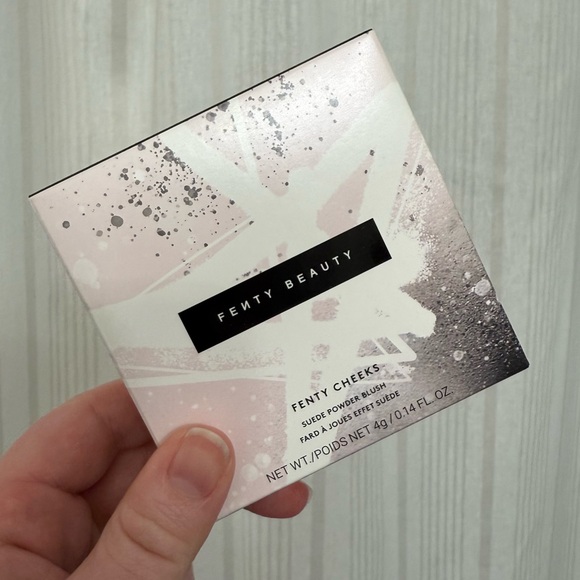 FENTY BEAUTY
FENTY CHEEKS
SUEDE POWDER BLUSH
FARD À JOUES EFFET SUÈDE
NET WT./POIDS NET 4g / 0.14 FL. OZ.